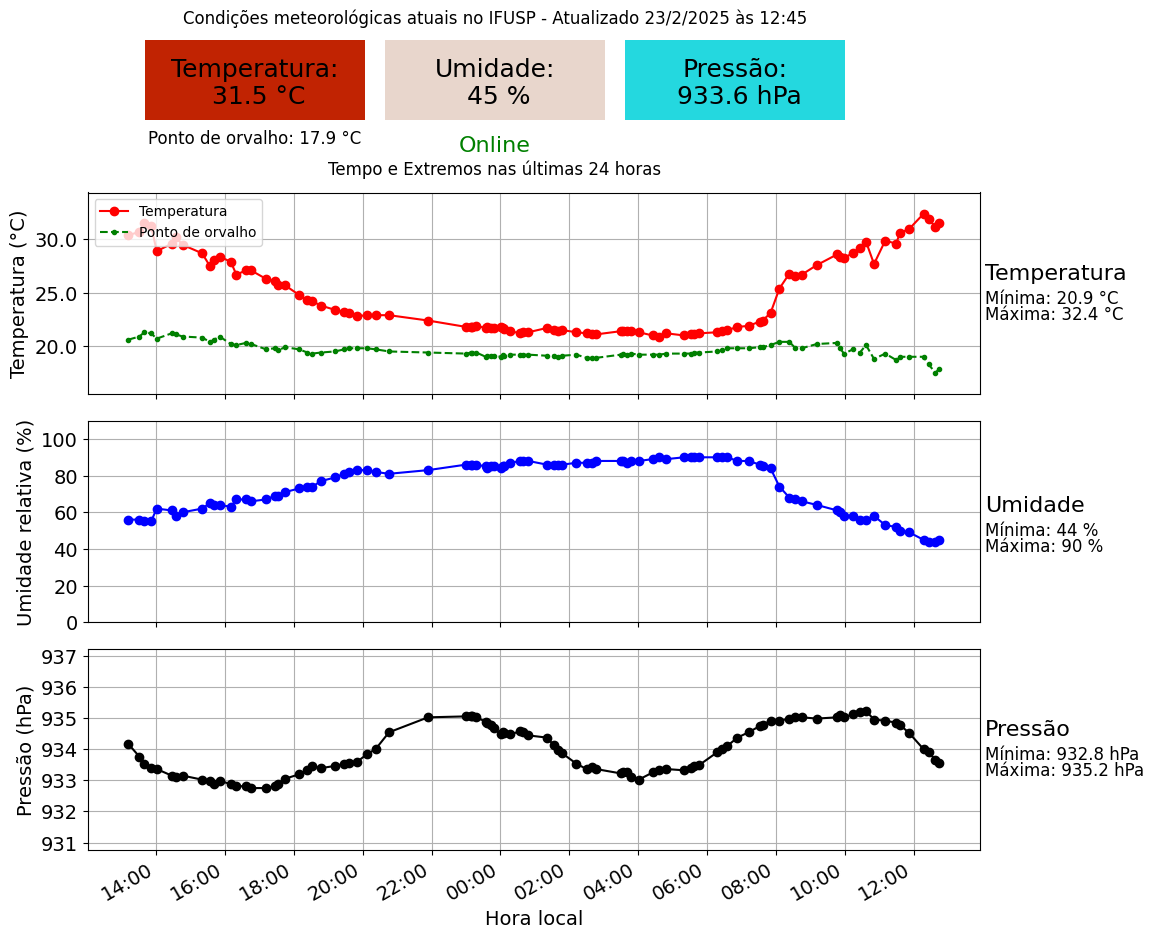 Condições meteorológicas atuais no IFUSP - Atualizado 23/2/2025 às 12:45
Temperatura:
31.5 °C
Umidade:
45 %
Pressão:
933.6 hPa
Ponto de orvalho: 17.9 °C
Online
Tempo e Extremos nas últimas 24 horas
Temperatura (°C)
30.0
25.0
20.0
Temperatura
Ponto de orvalho
Temperatura
Mínima: 20.9 °C
Máxima: 32.4 °C
Umidade relativa (%)
100
80
60
40
20
0
Umidade
Mínima: 44 %
Máxima: 90 %
Pressão (hPa)
937
936
935
934
933
932
931
Pressão
Mínima: 932.8 hPa
Máxima: 935.2 hPa
14:00 16:00 18:00 20:00 22:00 00:00 02:00 04:00 06:00 08:00 10:00 12:00
Hora local